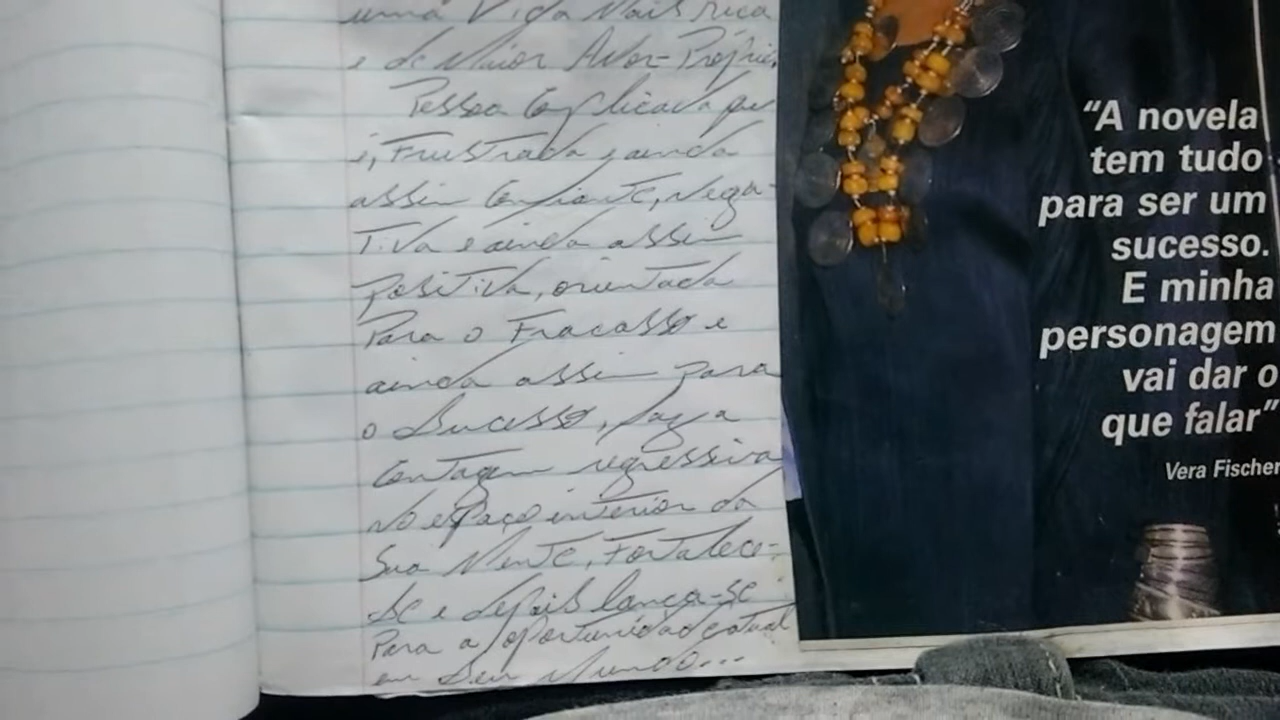 uma Vida Mais rica
e de Maior Amor-Próprio.
Pessoa Complicada que
é, Frustrada, ainda
assim Confiante, Nega-
Tiva e ainda assim
Positiva, orientada
Para o Fracasso e
ainda assim para
o Sucesso, faz a
Contagem regressiva
No espaço interior da
Sua Mente, Fortalece-
se e depois lança-se
Para a oportunidade atual
em Seu Mundo...
“A novela
tem tudo
para ser um
sucesso.
E minha
personagem
vai dar o
que falar”
Vera Fischer